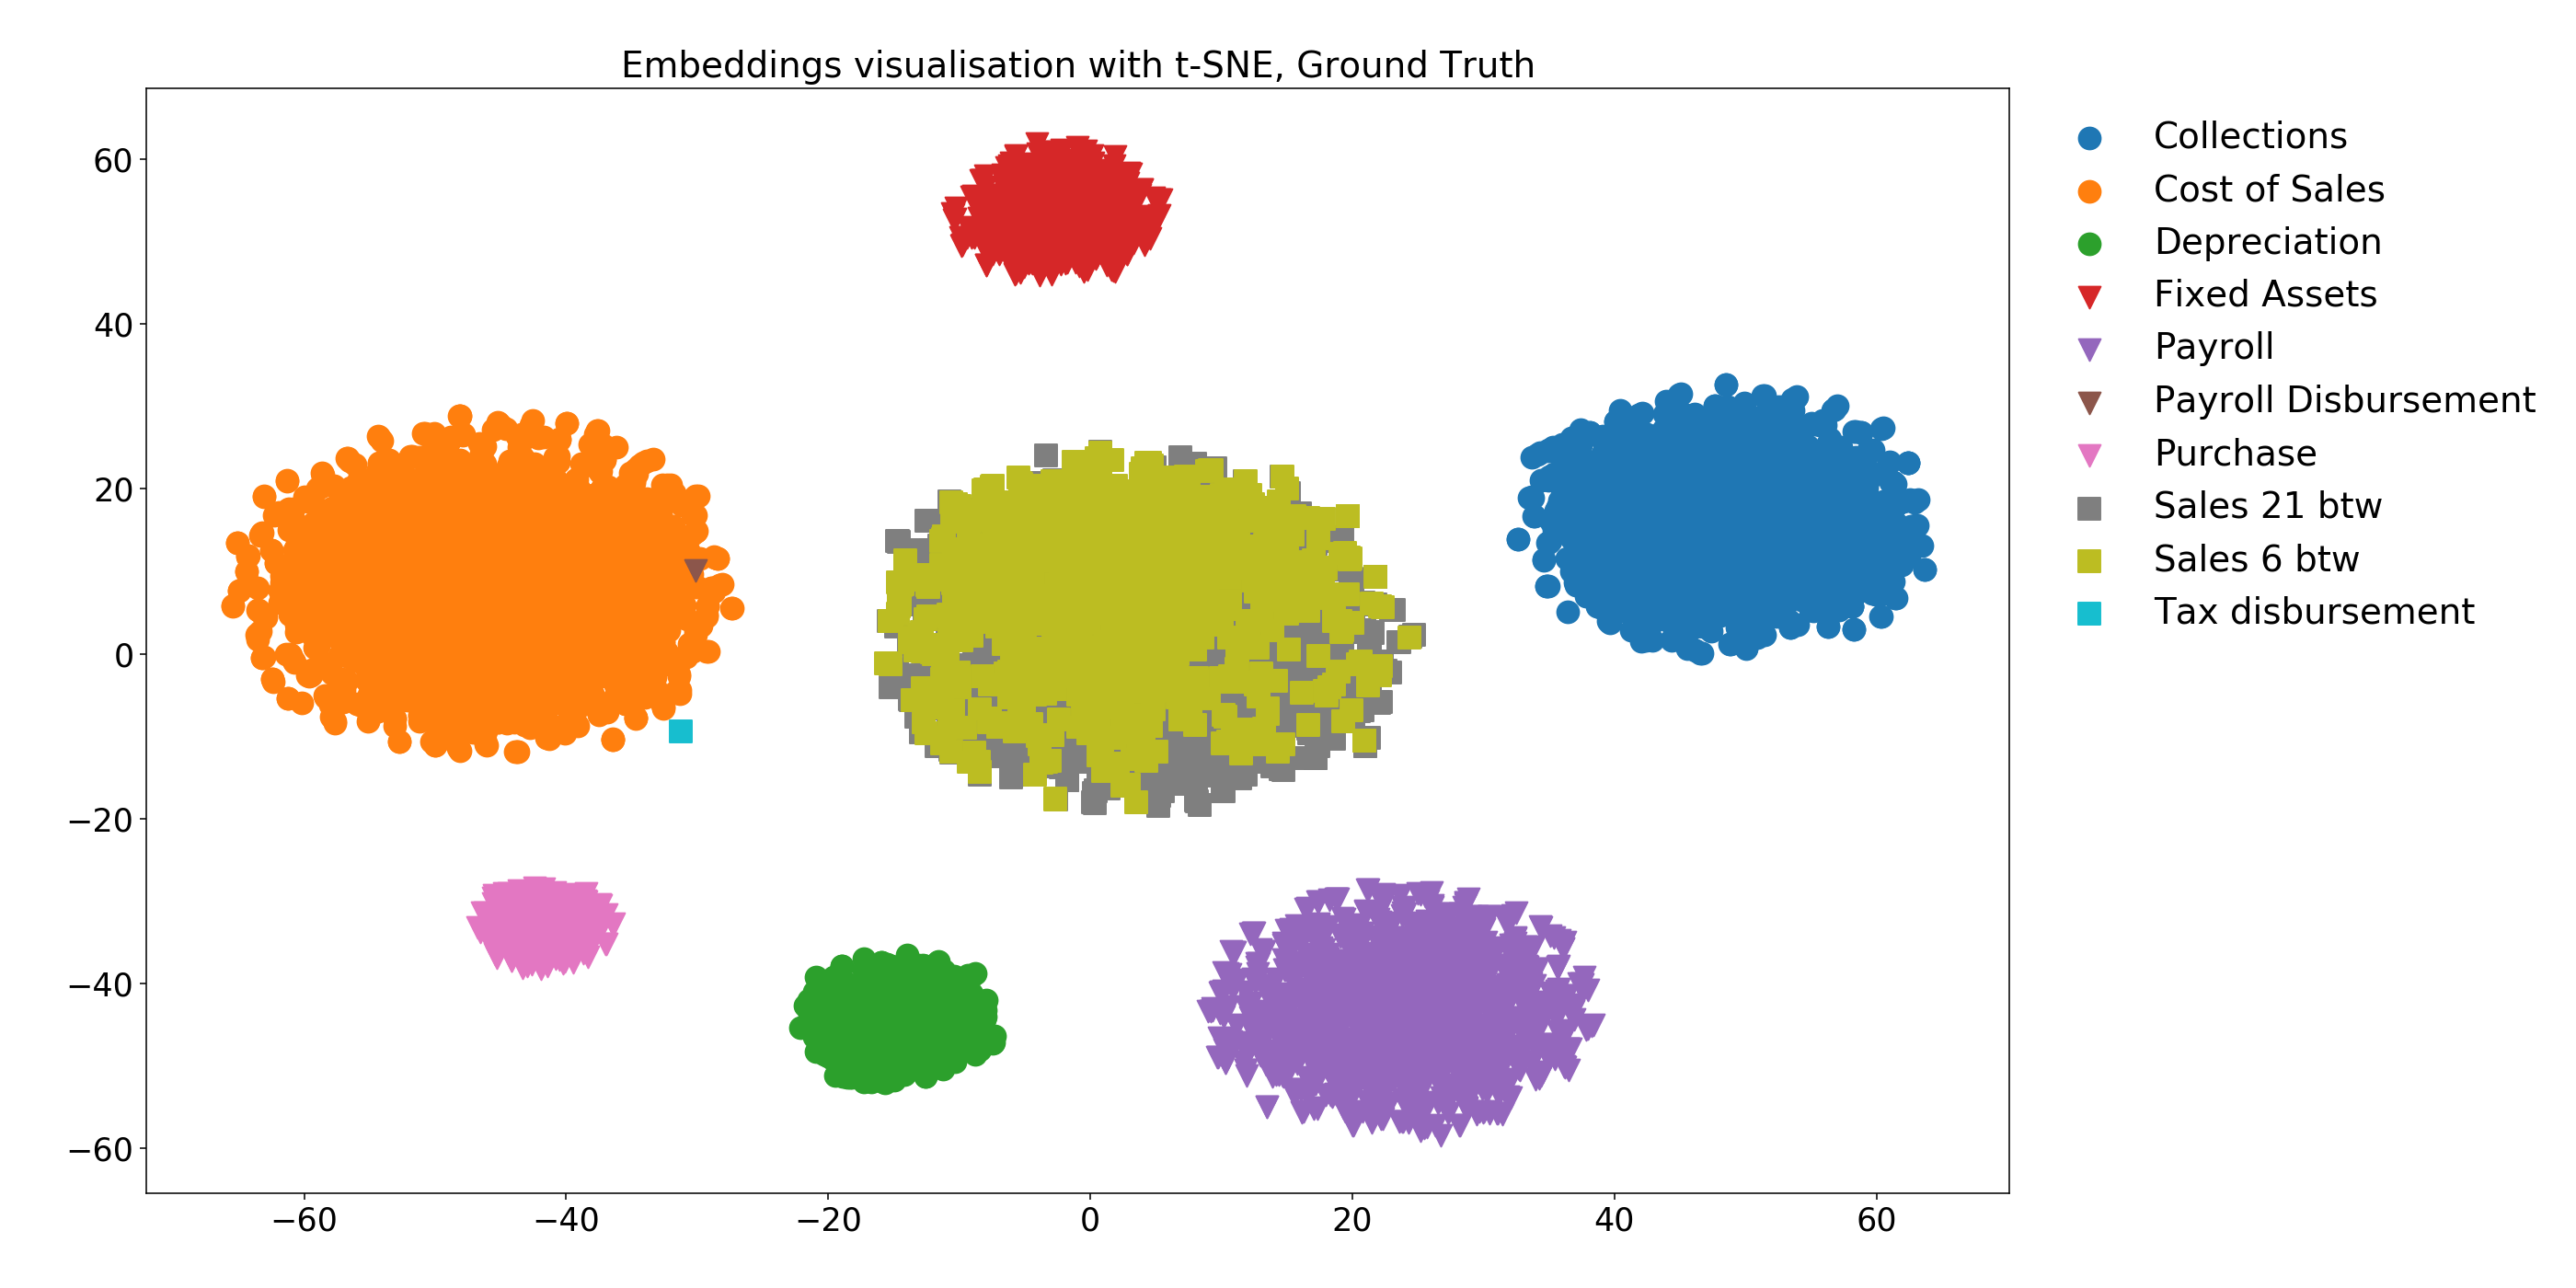 Embeddings visualisation with t-SNE, Ground Truth
60
40
20
0
−20
−40
−60
−60 −40 −20 0 20 40 60
Collections
Cost of Sales
Depreciation
Fixed Assets
Payroll
Payroll Disbursement
Purchase
Sales 21 btw
Sales 6 btw
Tax disbursement